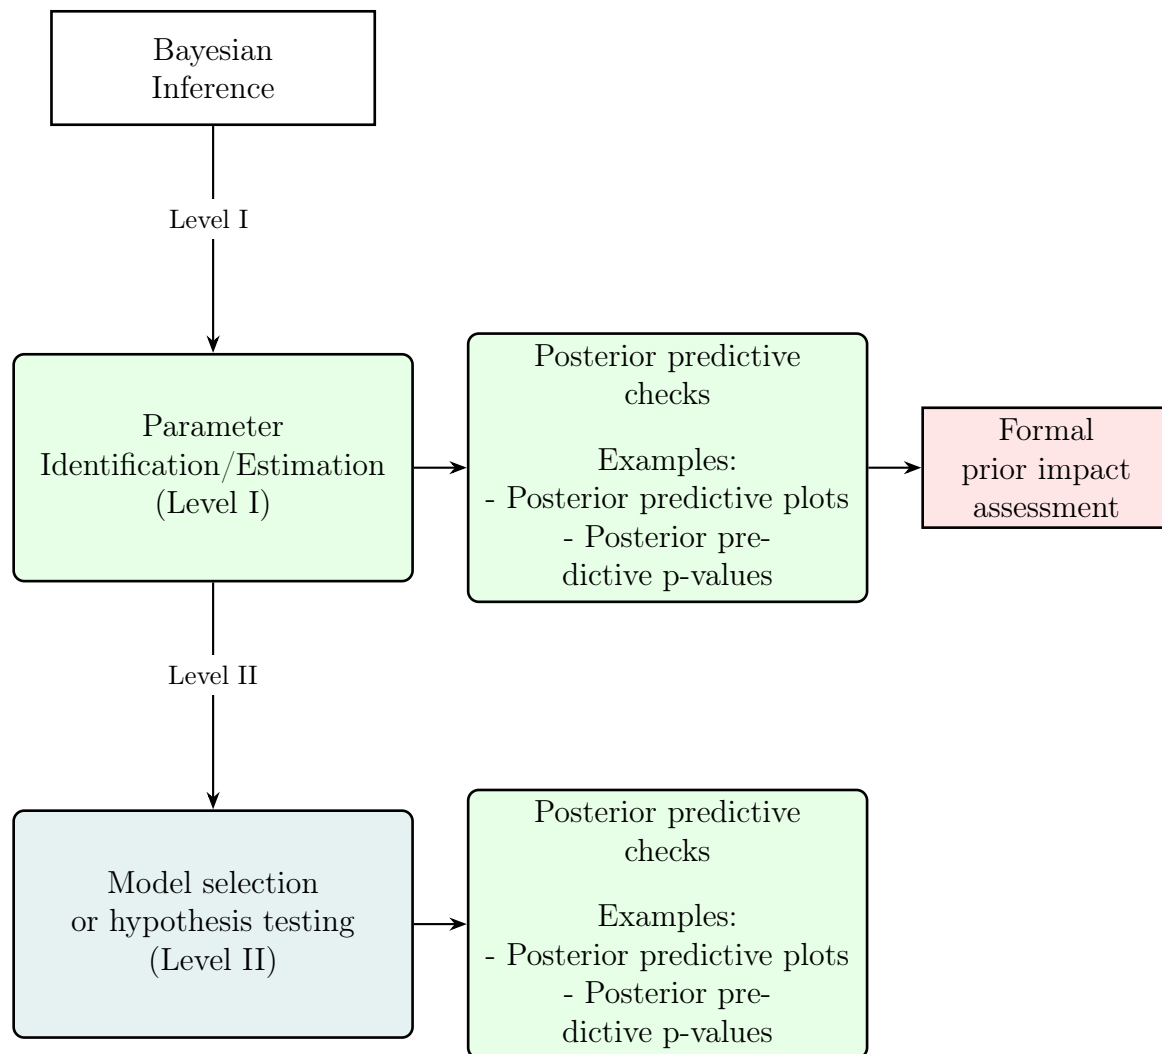 Bayesian
Inference
Level I
Parameter
Identification/Estimation
(Level I)
Posterior predictive
checks
Examples:
- Posterior predictive plots
- Posterior pre-
dictive p-values
Formal
prior impact
assessment
Level II
Model selection
or hypothesis testing
(Level II)
Posterior predictive
checks
Examples:
- Posterior predictive plots
- Posterior pre-
dictive p-values